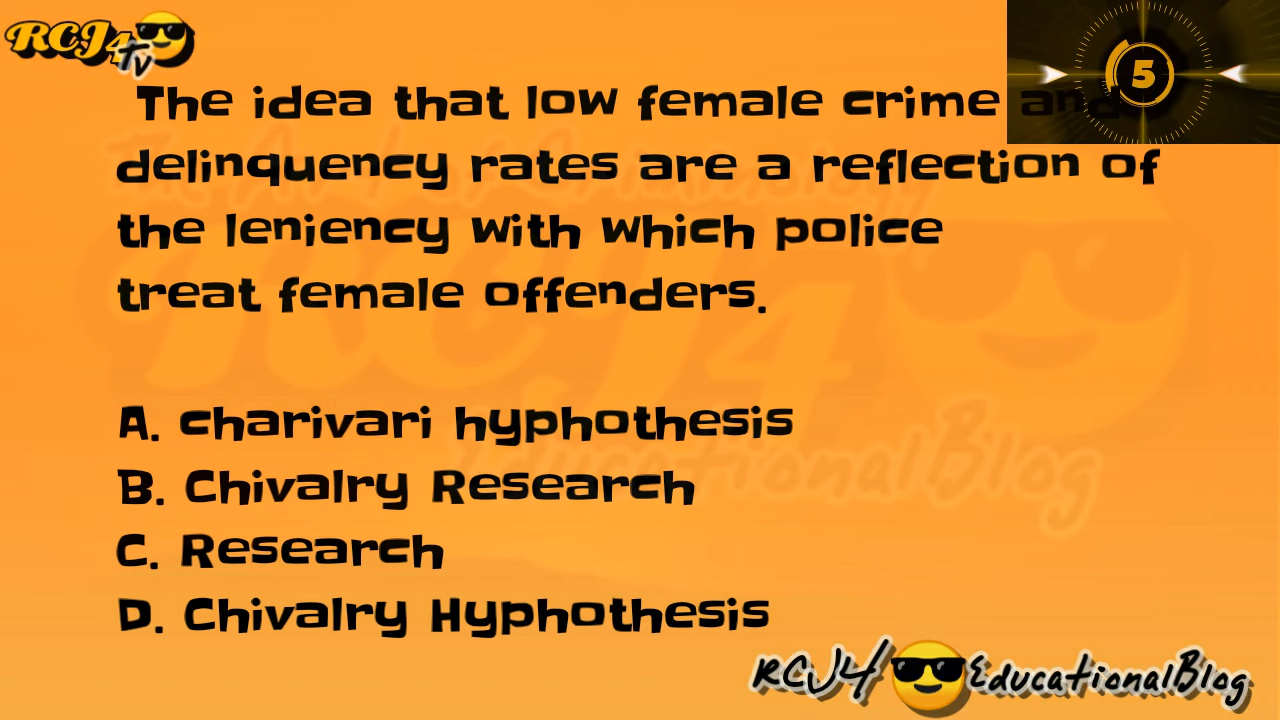 RCJ4
TV
5
The idea that low female crime and
delinquency rates are a reflection of
the leniency with which police
treat female offenders.
A. charivari hyphothesis
B. Chivalry Research
C. Research
D. Chivalry Hyphothesis
RCJ4 EducationalBlog